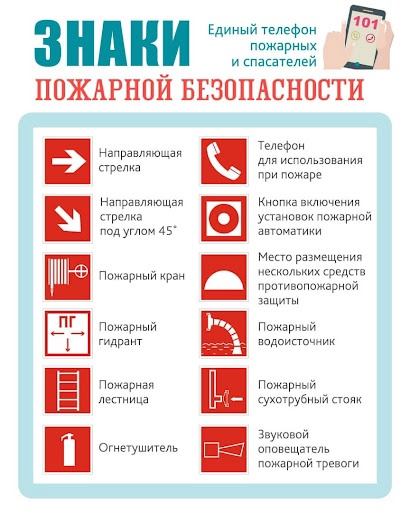 ЗНАКИ
Единый телефон
пожарных
и спасателей
101
ПОЖАРНОЙ БЕЗОПАСНОСТИ
Направляющая
стрелка
Телефон
для использования
при пожаре
Направляющая
стрелка
под углом 45°
Кнопка включения
установок пожарной
автоматики
Пожарный кран
Место размещения
нескольких средств
противопожарной
защиты
ПГ
Пожарный
гидрант
Пожарный
водоисточник
Пожарная
лестница
Пожарный
сухотрубный стояк
Огнетушитель
Звуковой
оповещатель
пожарной тревоги